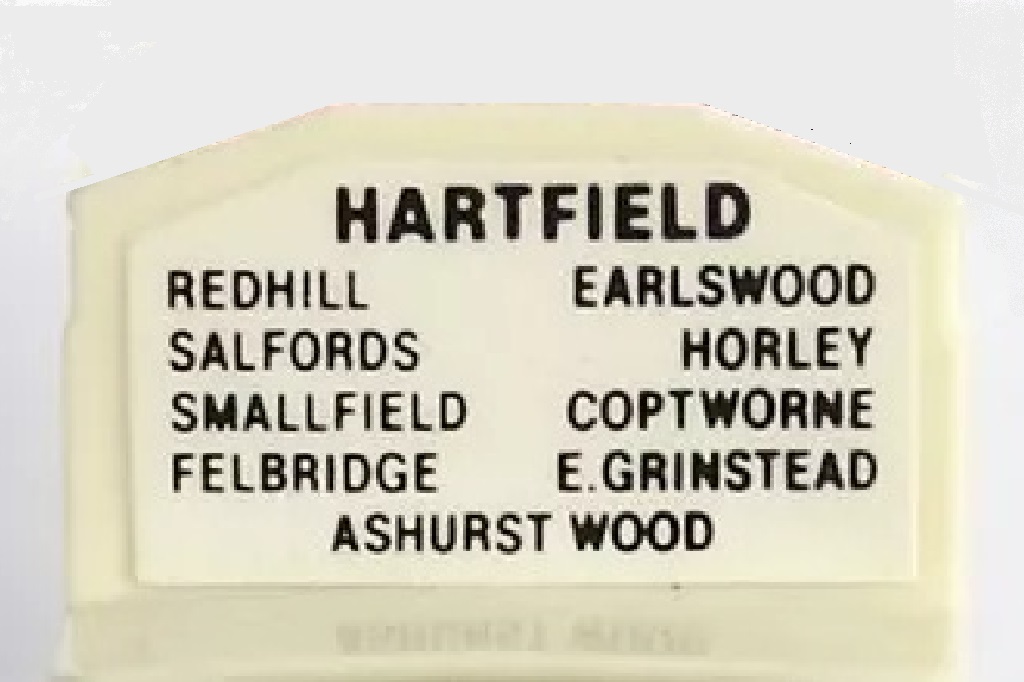 HARTFIELD
REDHILL EARLSWOOD
SALFORDS HORLEY
SMALLFIELD COPTWORNE
FELBRIDGE E.GRINSTEAD
ASHURST WOOD